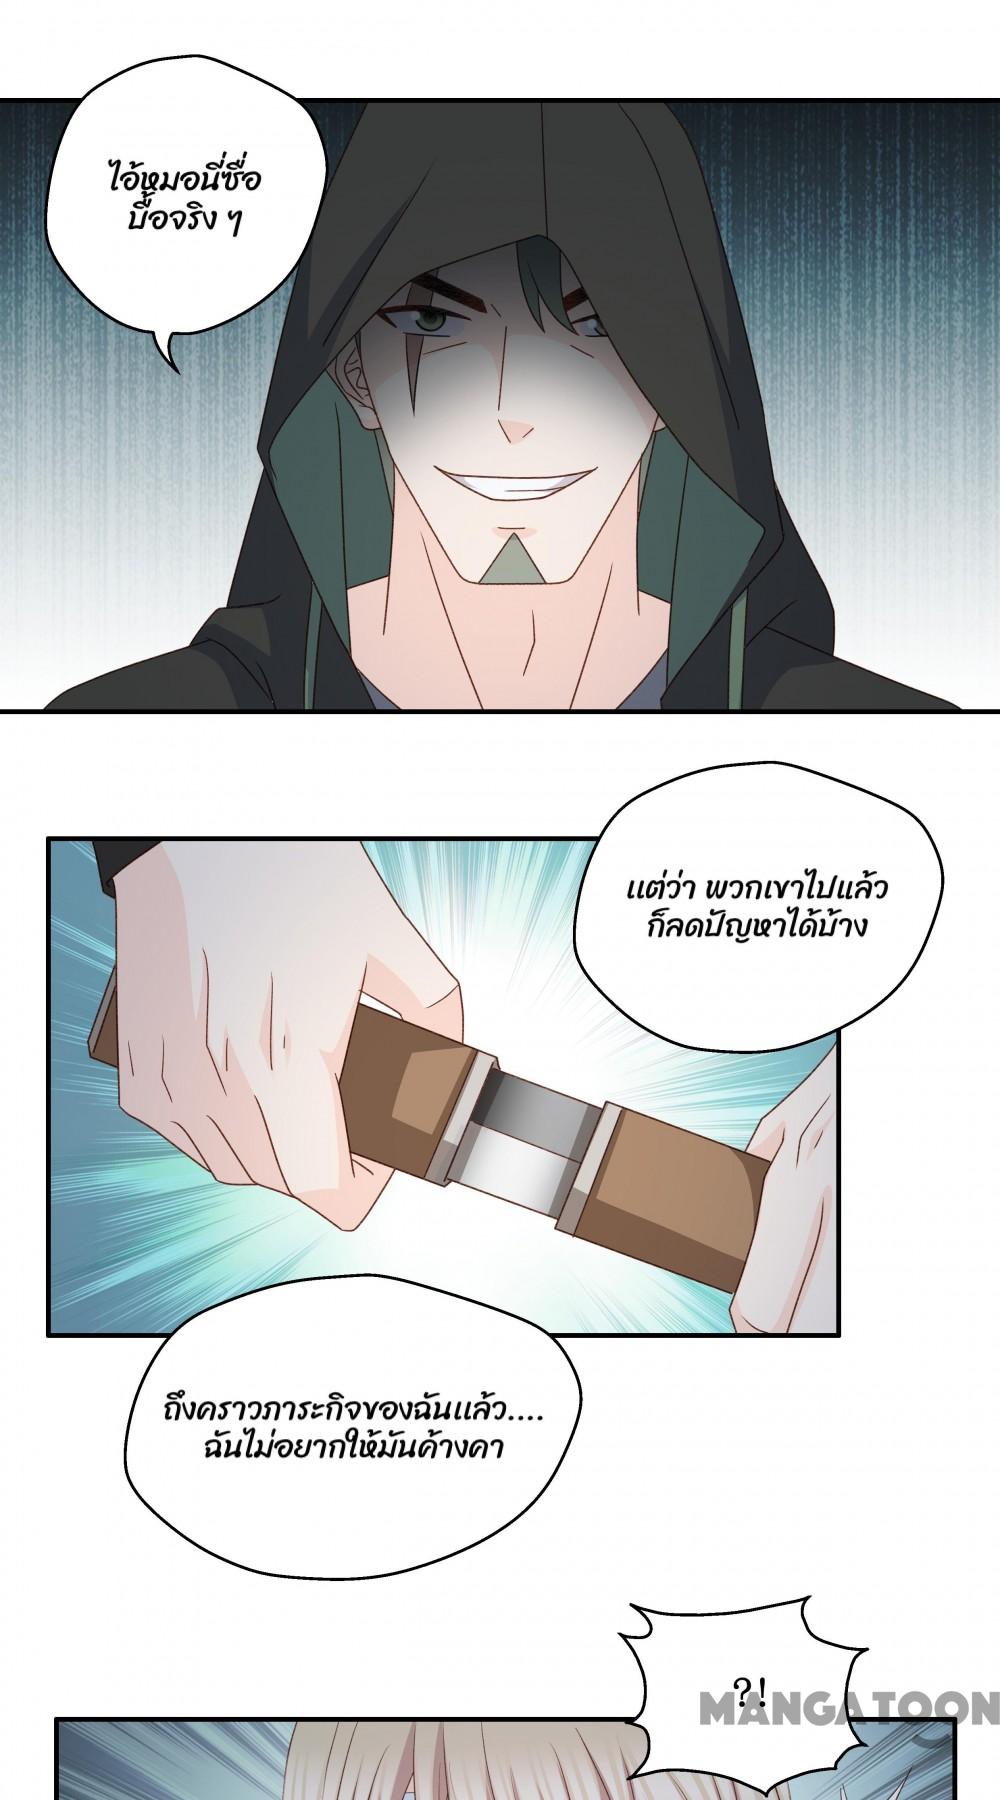 ไอ้หมอนี่ซื่อ
บื้อจริง ๆ
แต่ว่า พวกเขาไปแล้ว
ก็ลดปัญหาได้บ้าง
ถึงคราวภาระกิจของฉันแล้ว....
ฉันไม่อยากให้มันค้างคา
?!
MANGATOON